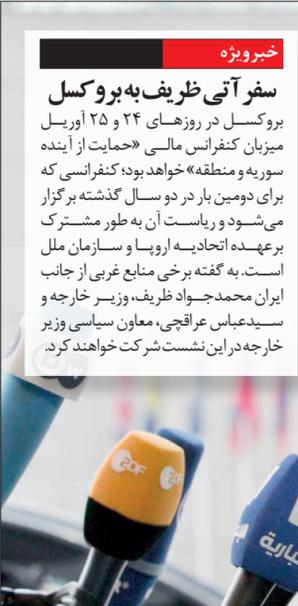 خبر ویژه
سفر آتی ظریف به بروکسل
بروکسل در روزهای ۲۴ و ۲۵ آوریل
میزبان کنفرانس مالی «حمایت از آینده
سوریه و منطقه» خواهد بود؛ کنفرانسی که
برای دومین بار در دو سال گذشته برگزار
می‌شود و ریاست آن به طور مشترک
برعهده اتحادیه اروپا و سازمان ملل
است. به گفته برخی منابع غربی از جانب
ایران محمدجواد ظریف، وزیر خارجه و
سیدعباس عراقچی، معاون سیاسی وزیر
خارجه در این نشست شرکت خواهند کرد.
ZDF